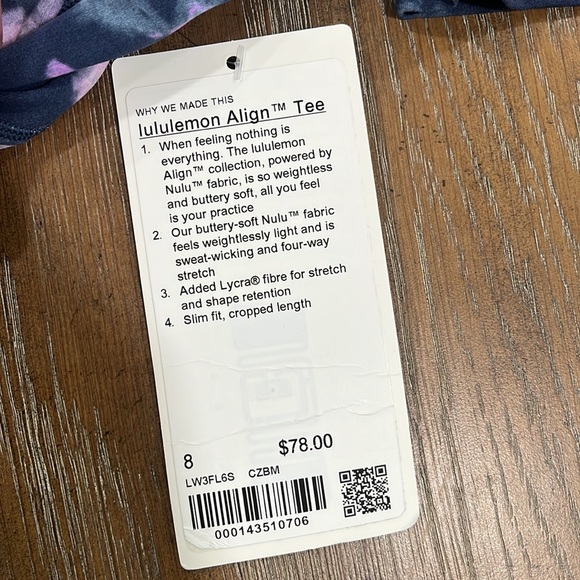 WHY WE MADE THIS
lululemon Align™ Tee
1. When feeling nothing is
everything. The lululemon
Align™ collection, powered by
Nulu™ fabric, is so weightless
and buttery soft, all you feel
is your practice
2. Our buttery-soft Nulu™ fabric
feels weightlessly light and is
sweat-wicking and four-way
stretch
3. Added Lycra® fibre for stretch
and shape retention
4. Slim fit, cropped length
8 $78.00
LW3FL6S CZBM
000143510706